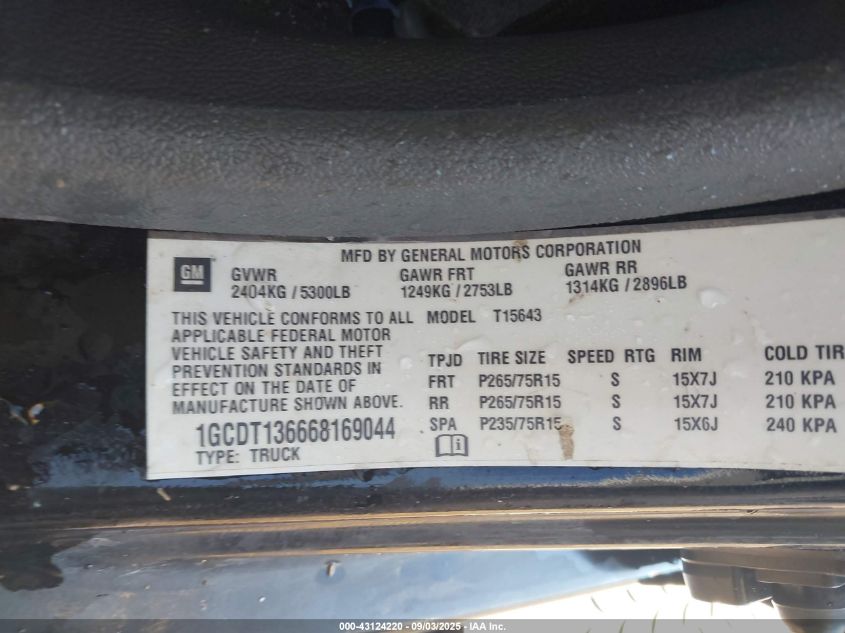 MFD BY GENERAL MOTORS CORPORATION
GM
GVWR GAWR FRT GAWR RR
2404KG / 5300LB 1249KG / 2753LB 1314KG / 2896LB
THIS VEHICLE CONFORMS TO ALL MODEL T15643
APPLICABLE FEDERAL MOTOR
VEHICLE SAFETY AND THEFT
PREVENTION STANDARDS IN
EFFECT ON THE DATE OF
MANUFACTURE SHOWN ABOVE.
TPJD TIRE SIZE SPEED RTG RIM COLD TIR
FRT P265/75R15 S 15X7J 210 KPA
RR P265/75R15 S 15X7J 210 KPA
SPA P235/75R15 S 15X6J 240 KPA
1GCDT136668169044
TYPE: TRUCK
000-43124220 - 09/03/2025 - IAAI.com